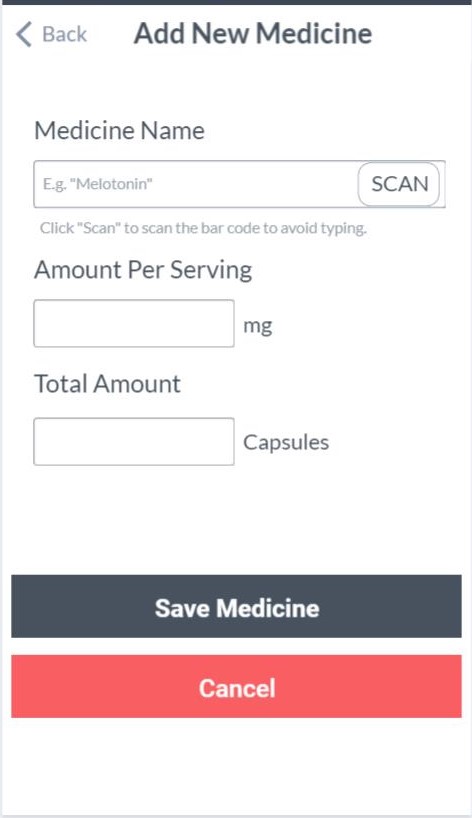 Back Add New Medicine
Medicine Name
E.g. "Melotonin" SCAN
Click "Scan" to scan the bar code to avoid typing.
Amount Per Serving
mg
Total Amount
Capsules
Save Medicine
Cancel